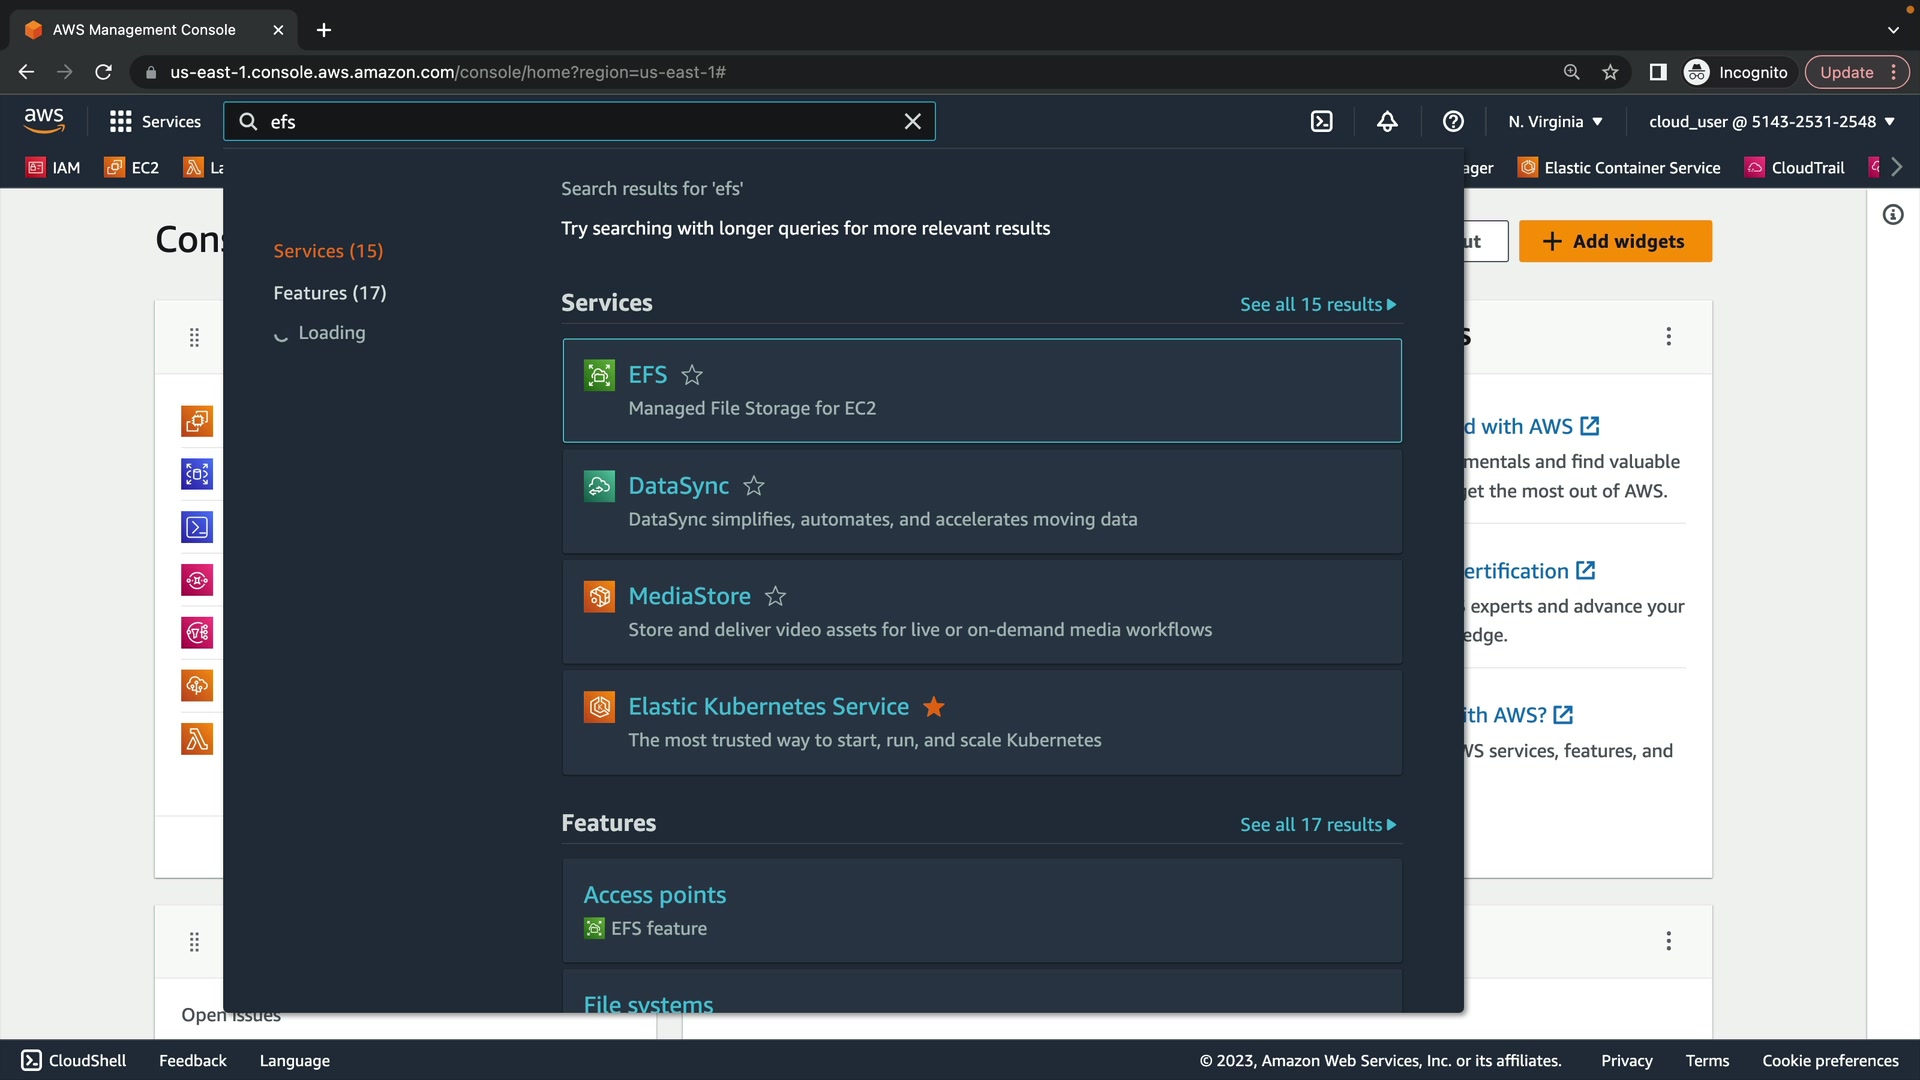 AWS Management Console
us-east-1.console.aws.amazon.com/console/home?region=us-east-1#
Incognito
Update
aws
Services
efs
N. Virginia
cloud_user @ 5143-2531-2548
IAM
EC2
La
ager
Elastic Container Service
CloudTrail
Search results for 'efs'
Try searching with longer queries for more relevant results
Cons
Services (15)
Features (17)
Loading
ut
Add widgets
Services
See all 15 results
s
EFS
Managed File Storage for EC2
DataSync
DataSync simplifies, automates, and accelerates moving data
MediaStore
Store and deliver video assets for live or on-demand media workflows
Elastic Kubernetes Service
The most trusted way to start, run, and scale Kubernetes
d with AWS
mentals and find valuable
get the most out of AWS.
ertification
experts and advance your
edge.
ith AWS?
WS services, features, and
Features
See all 17 results
Access points
EFS feature
File systems
Open issues
CloudShell
Feedback
Language
© 2023, Amazon Web Services, Inc. or its affiliates.
Privacy
Terms
Cookie preferences